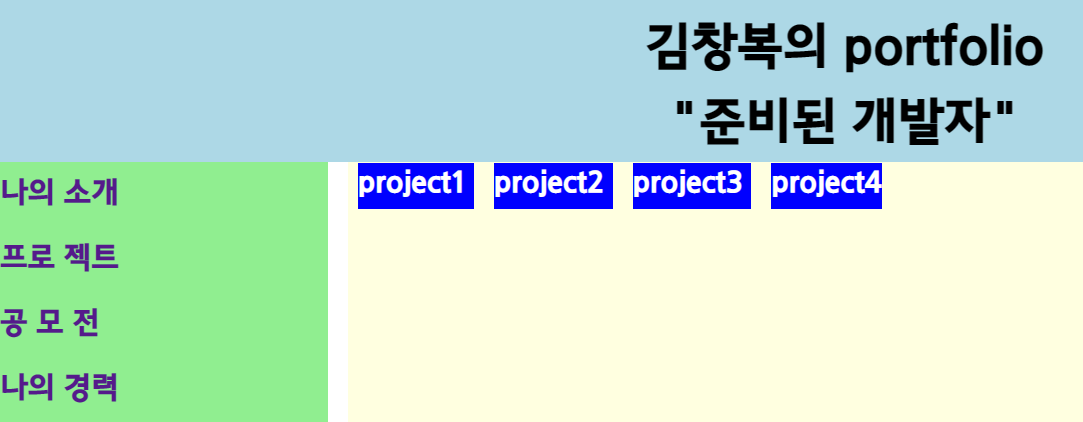 김창복의 portfolio
"준비된 개발자"
나의 소개
프로 젝트
공 모 전
나의 경력
project1 project2 project3 project4